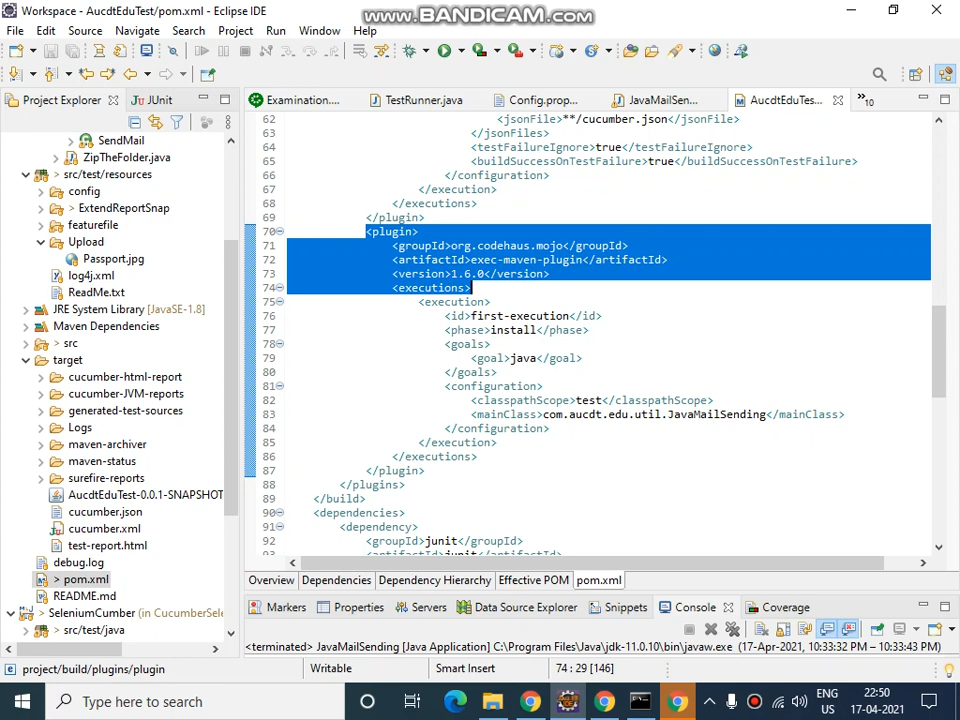 Workspace - AucdtEduTest/pom.xml - Eclipse IDE
www.BANDICAM.com
File Edit Source Navigate Search Project Run Window Help
Project Explorer
JUnit
SendMail
ZipTheFolder.java
src/test/resources
config
> ExtendReportSnap
featurefile
Upload
Passport.jpg
log4j.xml
ReadMe.txt
JRE System Library [JavaSE-1.8]
Maven Dependencies
> src
target
cucumber-html-report
cucumber-JVM-reports
generated-test-sources
Logs
maven-archiver
maven-status
surefire-reports
AucdtEduTest-0.0.1-SNAPSHOT
cucumber.json
cucumber.xml
test-report.html
debug.log
> pom.xml
README.md
SeleniumCumber (in CucumberSele
src/test/java
Examination....
TestRunner.java
Config.prop...
JavaMailSen...
AucdtEduTes...
»10
62 <jsonFile>**/cucumber.json</jsonFile>
63 </jsonFiles>
64 <testFailureIgnore>true</testFailureIgnore>
65 <buildSuccessOnTestFailure>true</buildSuccessOnTestFailure>
66 </configuration>
67 </execution>
68 </executions>
69 </plugin>
70 <plugin>
71 <groupId>org.codehaus.mojo</groupId>
72 <artifactId>exec-maven-plugin</artifactId>
73 <version>1.6.0</version>
74 <executions>
75 <execution>
76 <id>first-execution</id>
77 <phase>install</phase>
78 <goals>
79 <goal>java</goal>
80 </goals>
81 <configuration>
82 <classpathScope>test</classpathScope>
83 <mainClass>com.aucdt.edu.util.JavaMailSending</mainClass>
84 </configuration>
85 </execution>
86 </executions>
87 </plugin>
88 </plugins>
89 </build>
90 <dependencies>
91 <dependency>
92 <groupId>junit</groupId>
93 <artifactId>junit</artifactId>
Overview Dependencies Dependency Hierarchy Effective POM pom.xml
Markers Properties Servers Data Source Explorer Snippets Console Coverage
<terminated> JavaMailSending [Java Application] C:\Program Files\Java\jdk-11.0.10\bin\javaw.exe (17-Apr-2021, 10:33:32 PM – 10:33:43 PM)
project/build/plugins/plugin
Writable
Smart Insert
74 : 29 [146]
Type here to search
ENG
US
22:50
17-04-2021